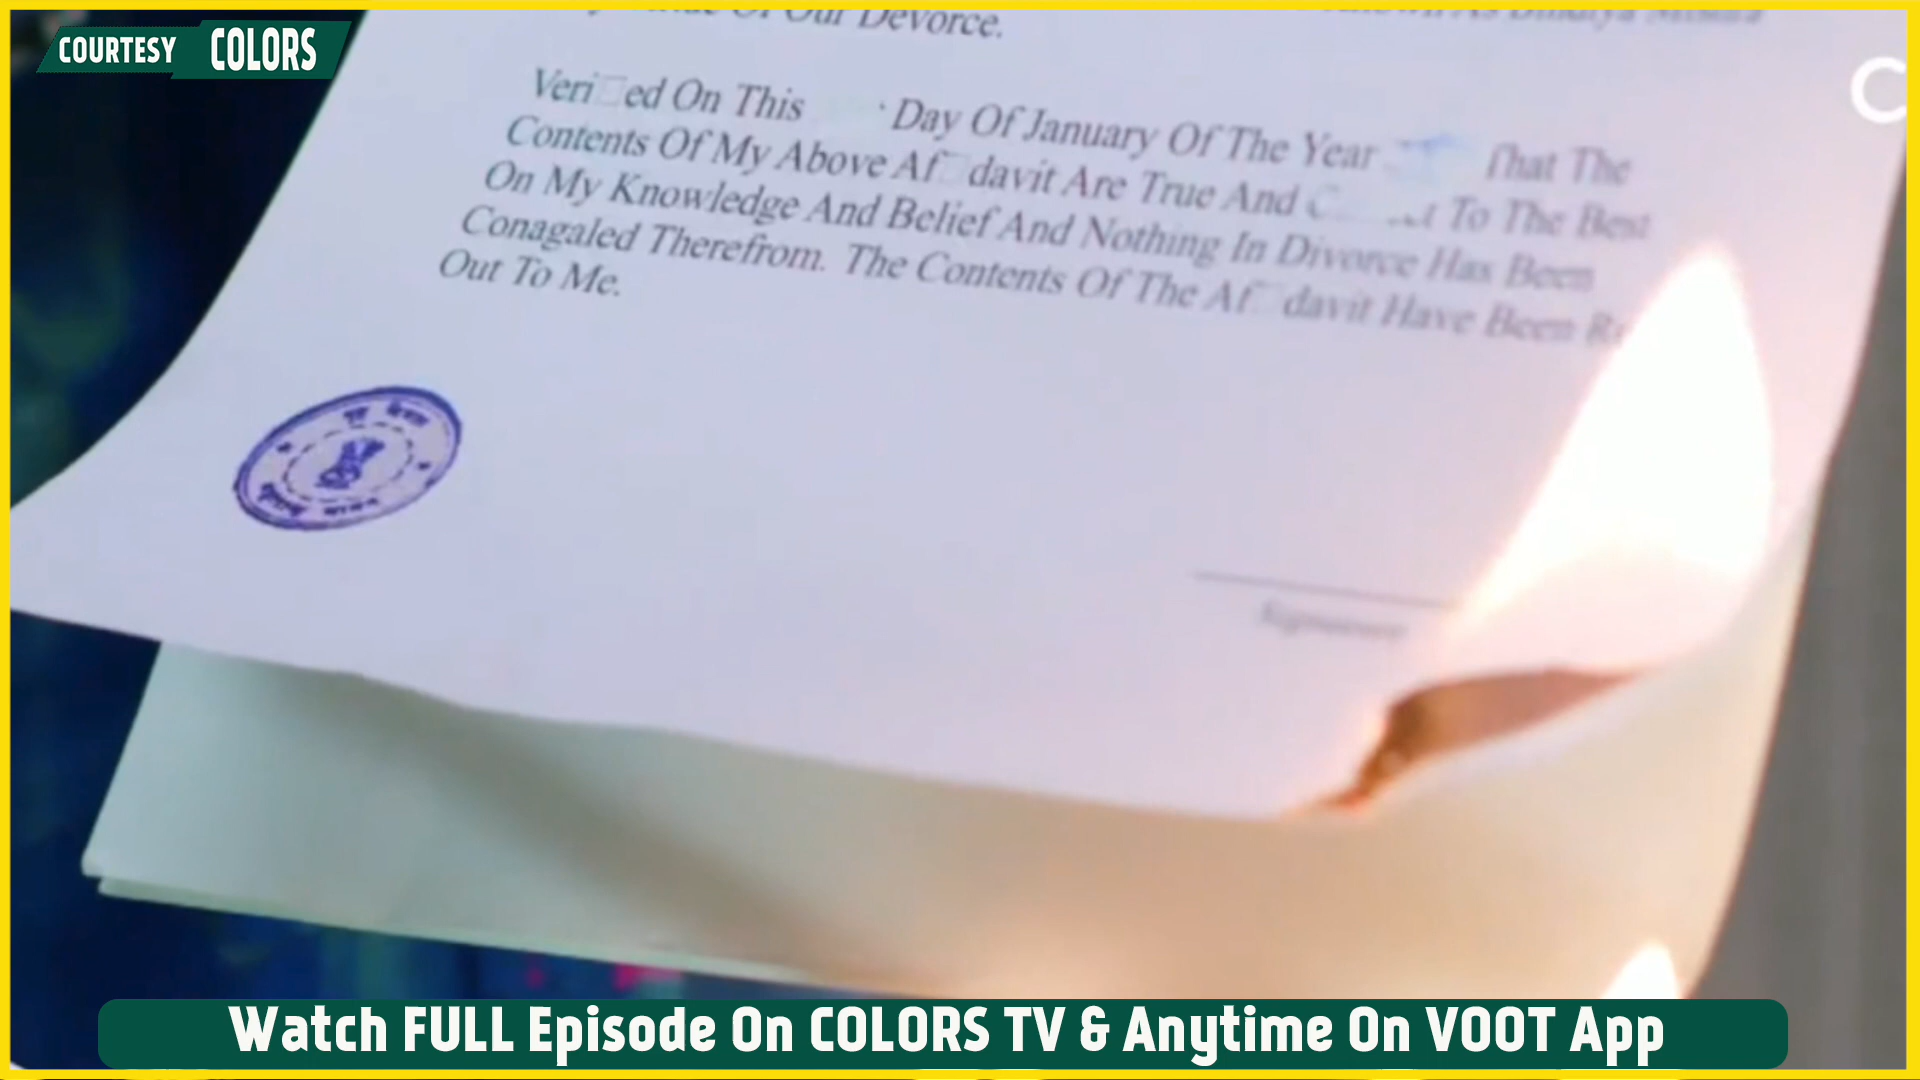 COURTESY COLORS
Of Our Devorce.
Veri□ed On This Day Of January Of The Year That The
Contents Of My Above Af□davit Are True And To The Best
On My Knowledge And Belief And Nothing In Divorce Has Been
Conagaled Therefrom. The Contents Of The Af□davit Have Been
Out To Me.
Signature
Watch FULL Episode On COLORS TV & Anytime On VOOT App